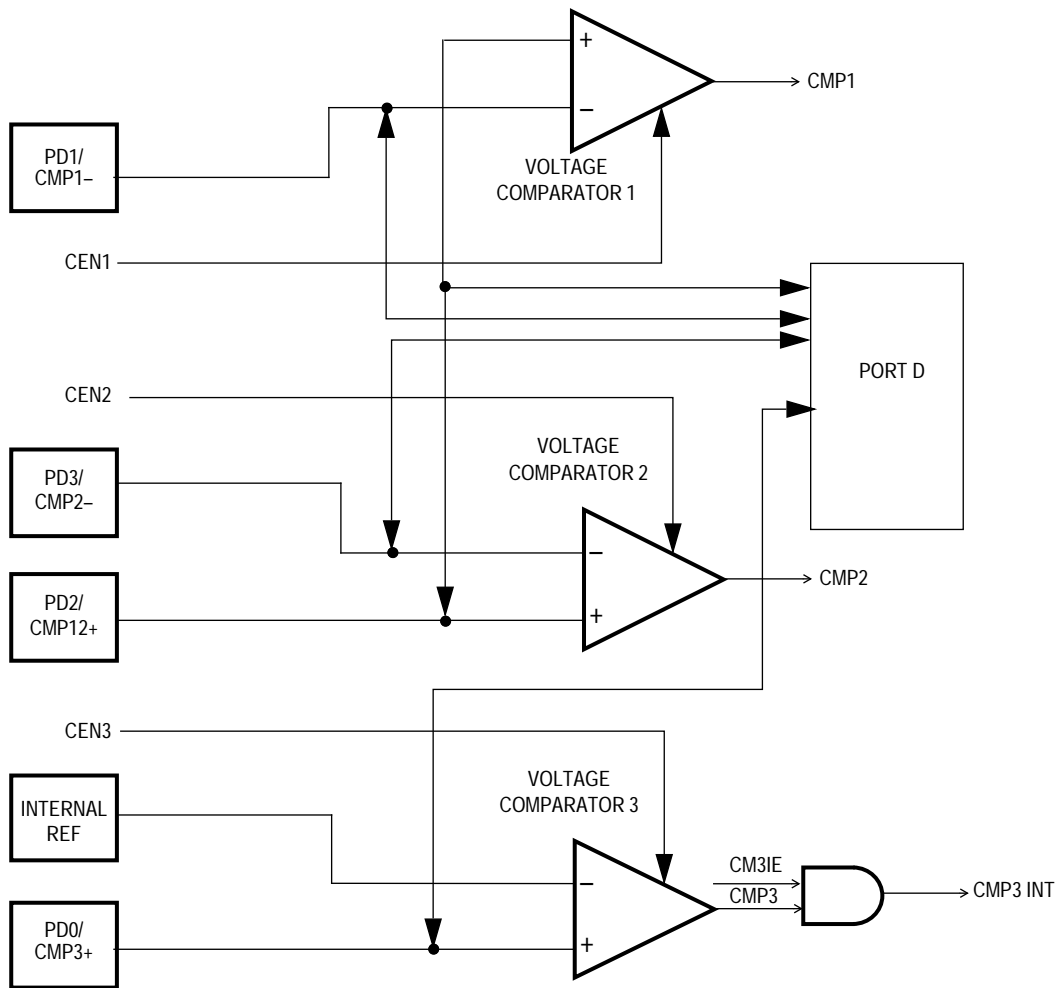 +
CMP1
–
PD1/
CMP1–
VOLTAGE
COMPARATOR 1
CEN1
PORT D
CEN2
VOLTAGE
COMPARATOR 2
PD3/
CMP2–
–
CMP2
PD2/
CMP12+
+
CEN3
VOLTAGE
COMPARATOR 3
INTERNAL
REF
CM3IE
–
CMP3
CMP3 INT
PD0/
CMP3+
+